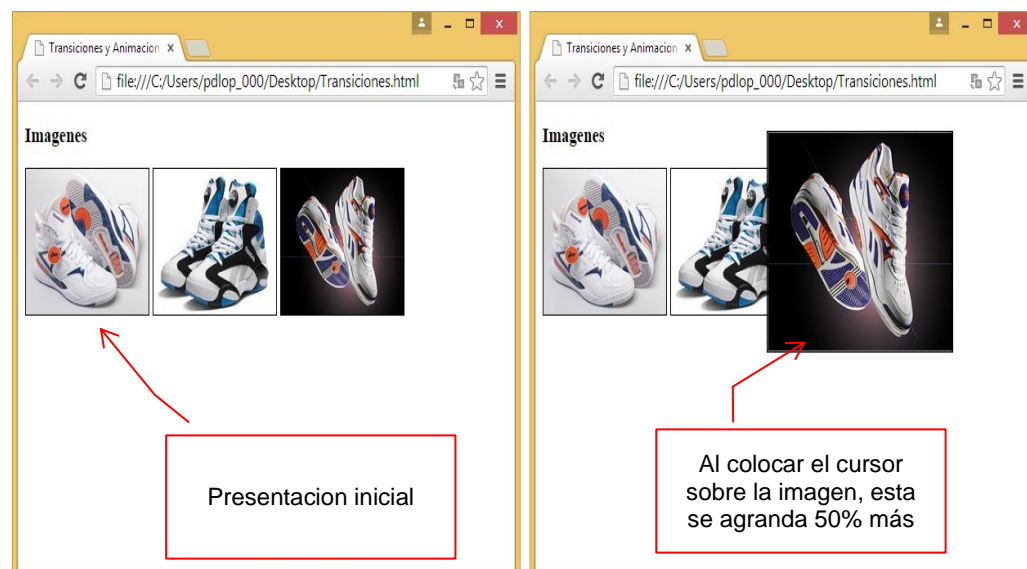 Transiciones y Animacion
file:///C:/Users/pdlop_000/Desktop/Transiciones.html
Imagenes
Presentacion inicial
Transiciones y Animacion
file:///C:/Users/pdlop_000/Desktop/Transiciones.html
Imagenes
Al colocar el cursor
sobre la imagen, esta
se agranda 50% más